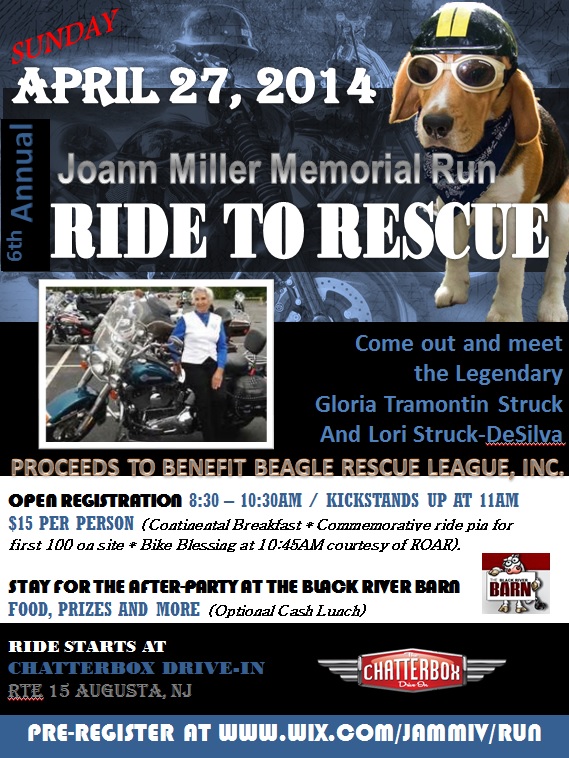 SUNDAY
APRIL 27, 2014
6th Annual
Joann Miller Memorial Run
RIDE TO RESCUE
Come out and meet
the Legendary
Gloria Tramontin Struck
And Lori Struck-DeSilva
PROCEEDS TO BENEFIT BEAGLE RESCUE LEAGUE, INC.
OPEN REGISTRATION 8:30 – 10:30AM / KICKSTANDS UP AT 11AM
$15 PER PERSON (Continental Breakfast * Commemorative ride pin for
first 100 on site * Bike Blessing at 10:45AM courtesy of ROAR).
STAY FOR THE AFTER-PARTY AT THE BLACK RIVER BARN
FOOD, PRIZES AND MORE (Optional Cash Lunch)
THE BLACK RIVER
BARN
RIDE STARTS AT
CHATTERBOX DRIVE-IN
RTE 15 AUGUSTA, NJ
The
CHATTERBOX
Drive In
PRE-REGISTER AT WWW.WIX.COM/JAMMIV/RUN